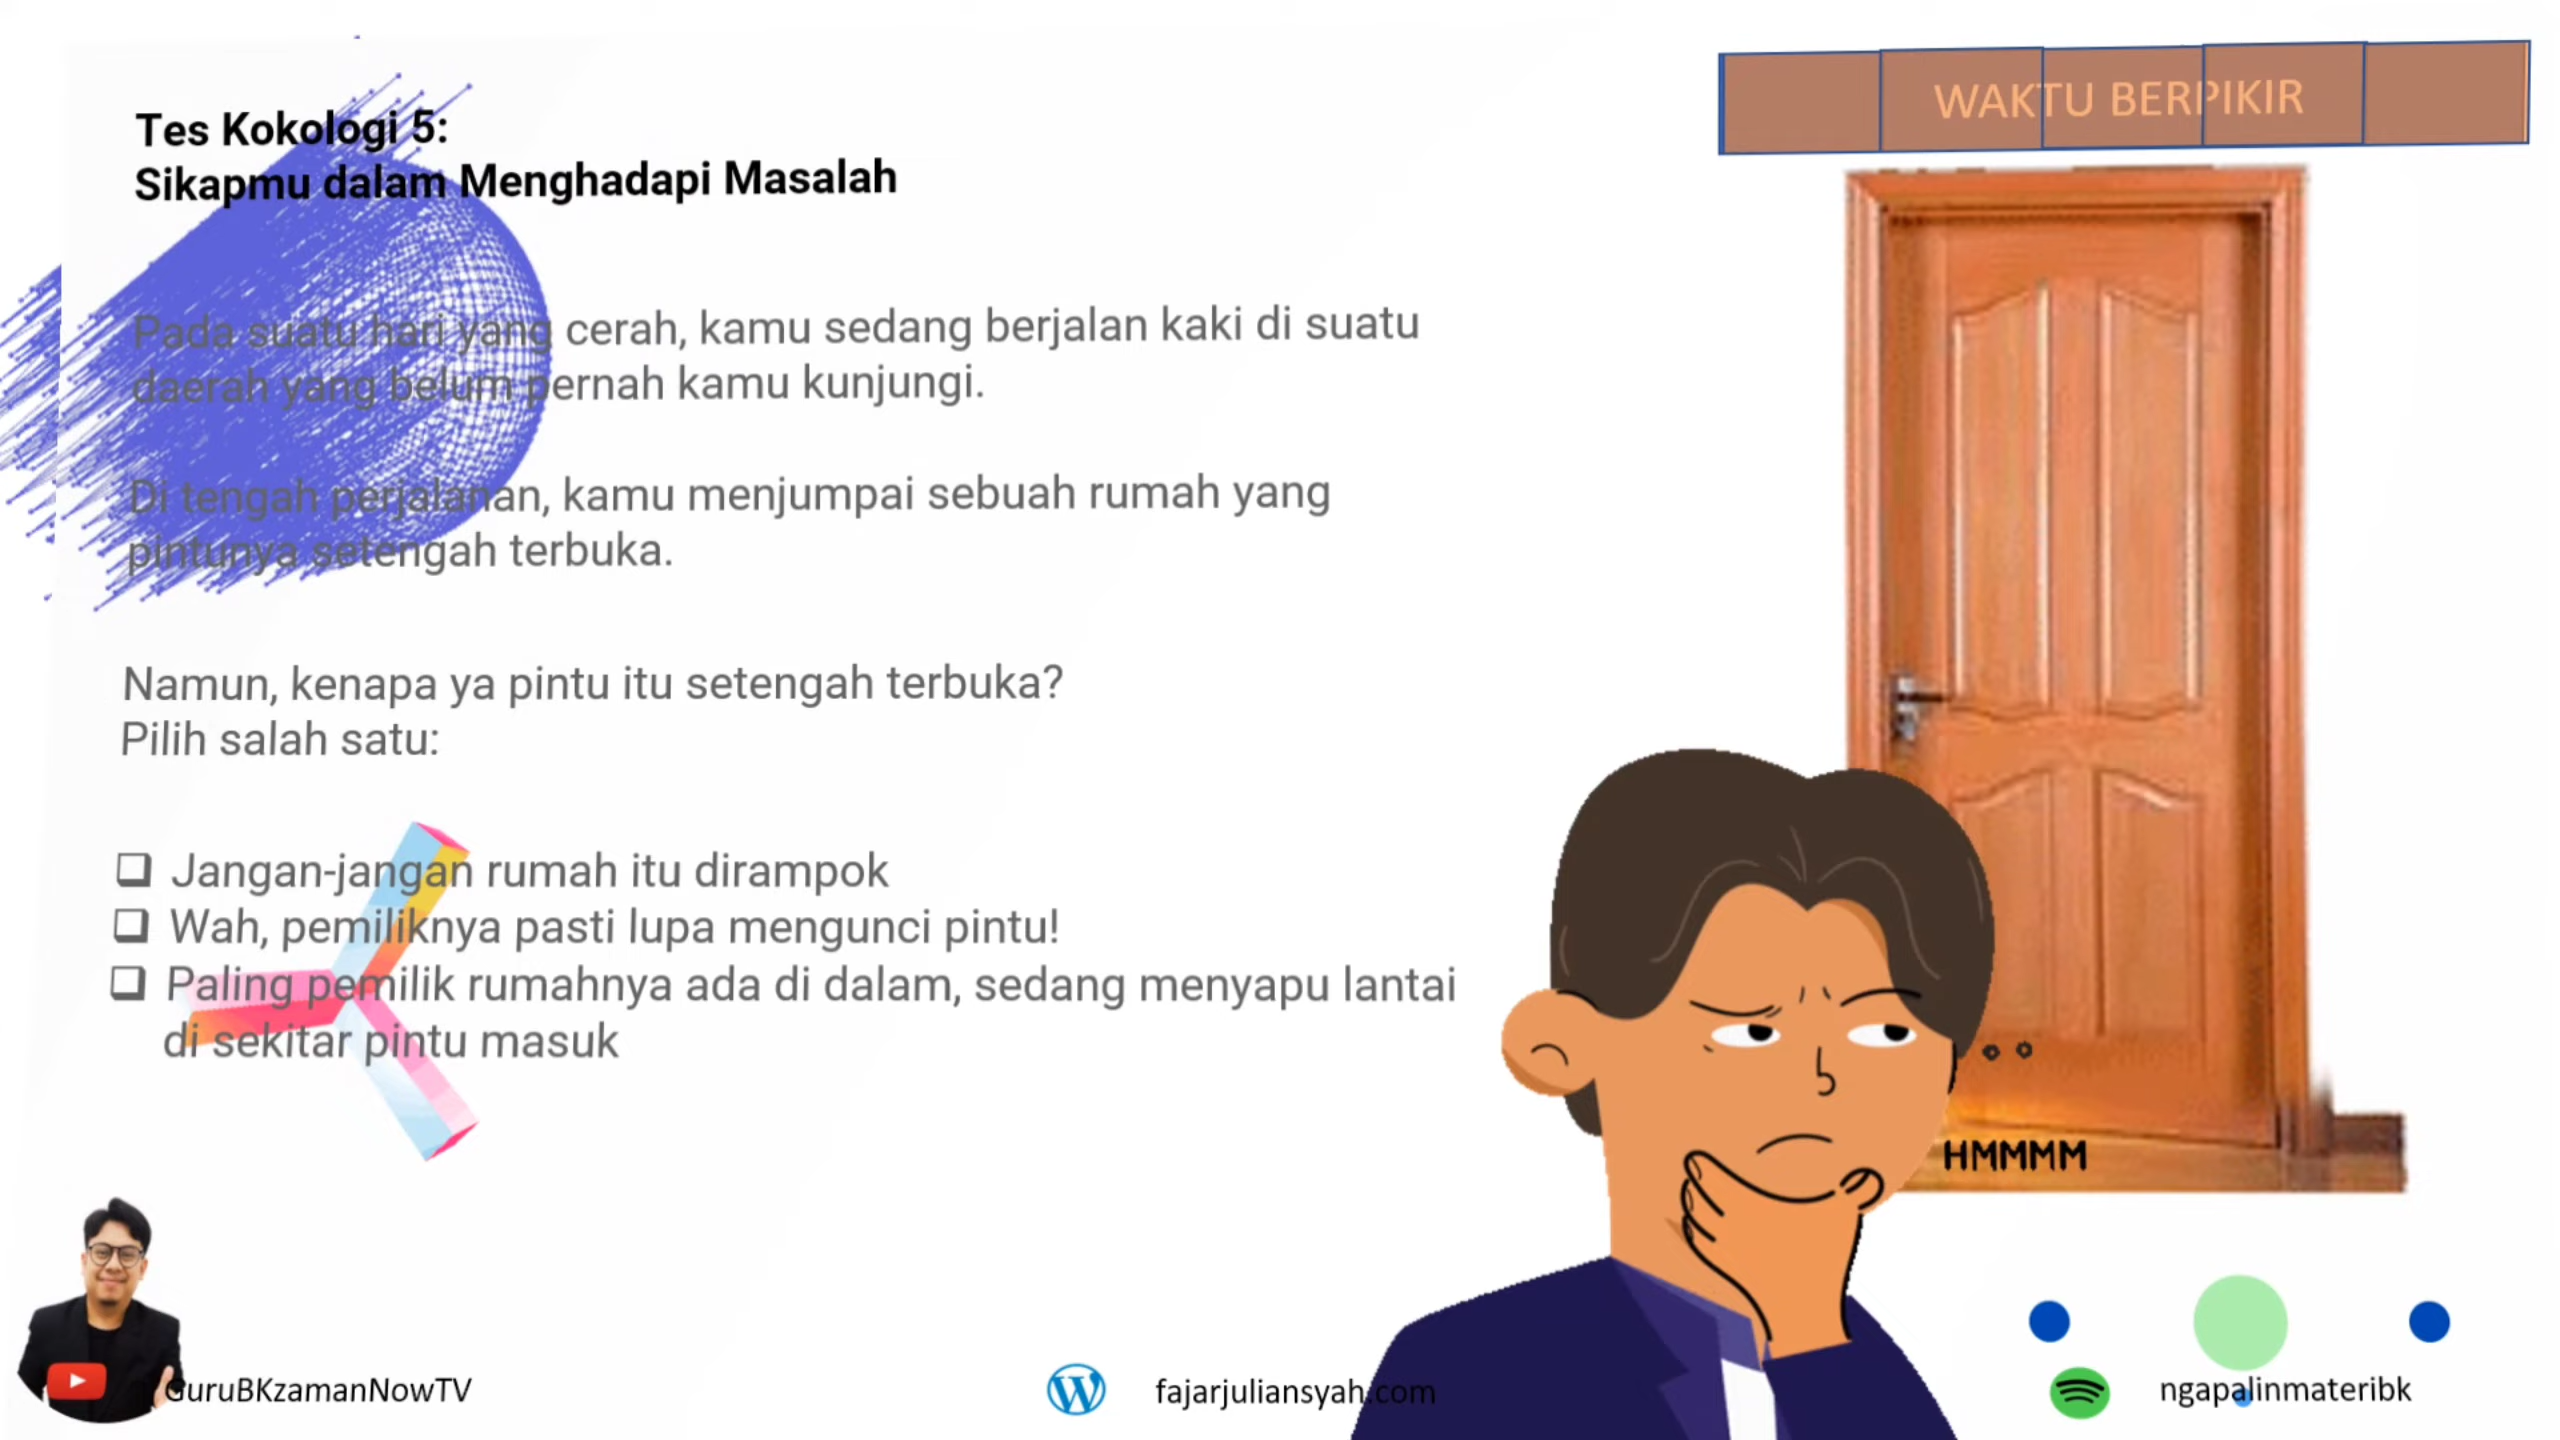 WAKTU BERPIKIR
Tes Kokologi 5:
Sikapmu dalam Menghadapi Masalah
Pada suatu hari yang cerah, kamu sedang berjalan kaki di suatu
daerah yang belum pernah kamu kunjungi.
Di tengah perjalanan, kamu menjumpai sebuah rumah yang
pintunya setengah terbuka.
Namun, kenapa ya pintu itu setengah terbuka?
Pilih salah satu:
❏ Jangan-jangan rumah itu dirampok
❏ Wah, pemiliknya pasti lupa mengunci pintu!
❏ Paling pemilik rumahnya ada di dalam, sedang menyapu lantai
di sekitar pintu masuk
HMMMM
GuruBKzamanNowTV
fajarjuliansyah.com
ngapalinmateribk